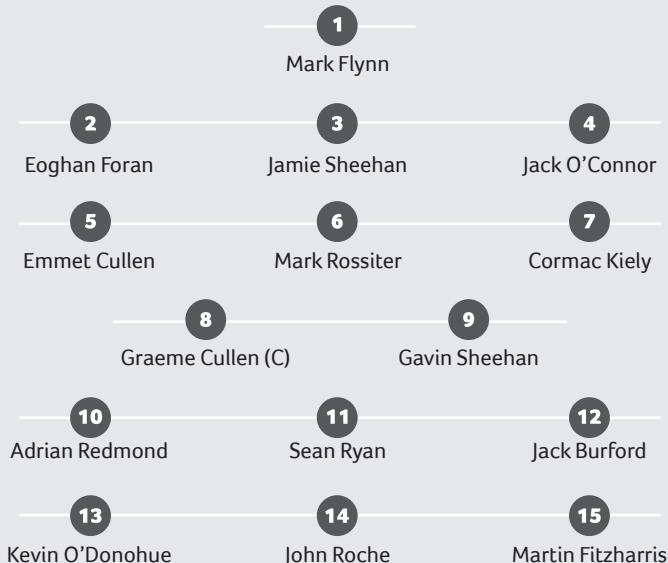 1
Mark Flynn
2 3 4
Eoghan Foran Jamie Sheehan Jack O'Connor
5 6 7
Emmet Cullen Mark Rossiter Cormac Kiely
8 9
Graeme Cullen (C) Gavin Sheehan
10 11 12
Adrian Redmond Sean Ryan Jack Burford
13 14 15
Kevin O'Donohue John Roche Martin Fitzharris